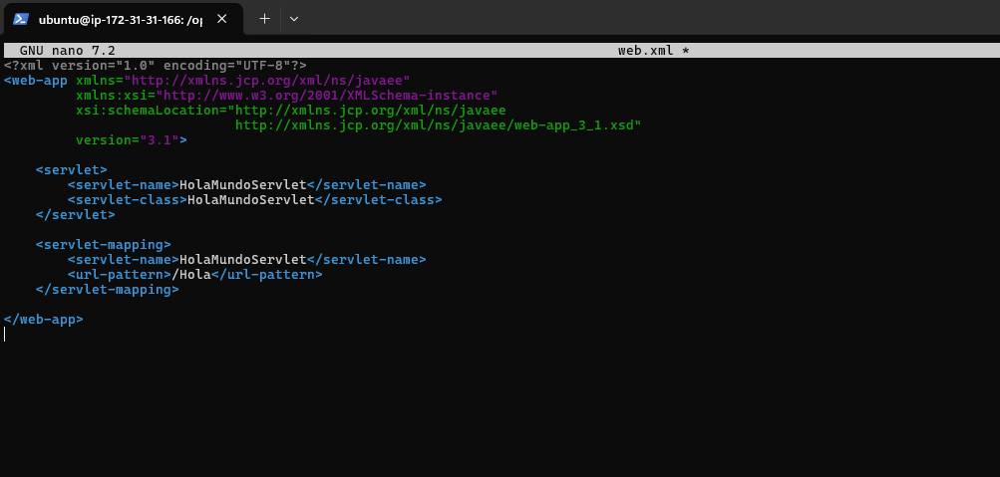 ubuntu@ip-172-31-31-166: /op
GNU nano 7.2 web.xml *
<?xml version="1.0" encoding="UTF-8"?>
<web-app xmlns="http://xmlns.jcp.org/xml/ns/javaee"
         xmlns:xsi="http://www.w3.org/2001/XMLSchema-instance"
         xsi:schemaLocation="http://xmlns.jcp.org/xml/ns/javaee
                             http://xmlns.jcp.org/xml/ns/javaee/web-app_3_1.xsd"
         version="3.1">
    <servlet>
        <servlet-name>HolaMundoServlet</servlet-name>
        <servlet-class>HolaMundoServlet</servlet-class>
    </servlet>
    <servlet-mapping>
        <servlet-name>HolaMundoServlet</servlet-name>
        <url-pattern>/Hola</url-pattern>
    </servlet-mapping>
</web-app>